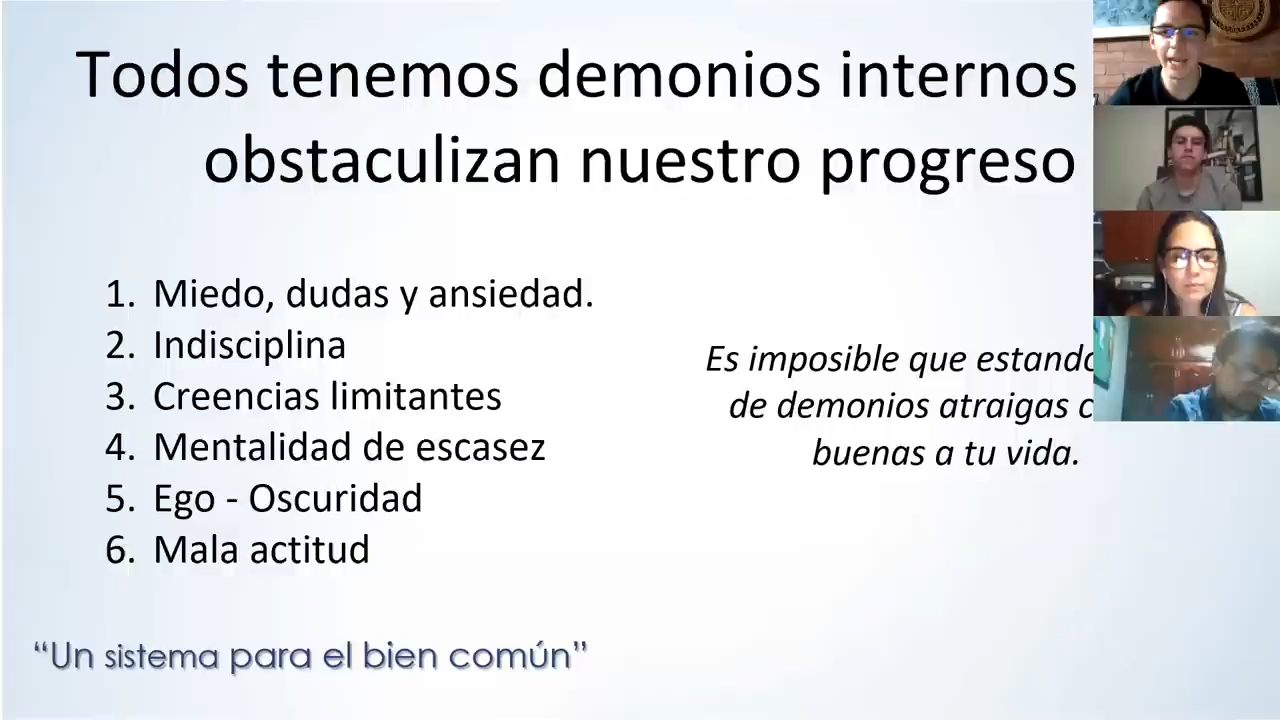 Todos tenemos demonios internos
obstaculizan nuestro progreso
1. Miedo, dudas y ansiedad.
2. Indisciplina
3. Creencias limitantes
4. Mentalidad de escasez
5. Ego - Oscuridad
6. Mala actitud
Es imposible que estando
de demonios atraigas
buenas a tu vida.
“Un sistema para el bien común”